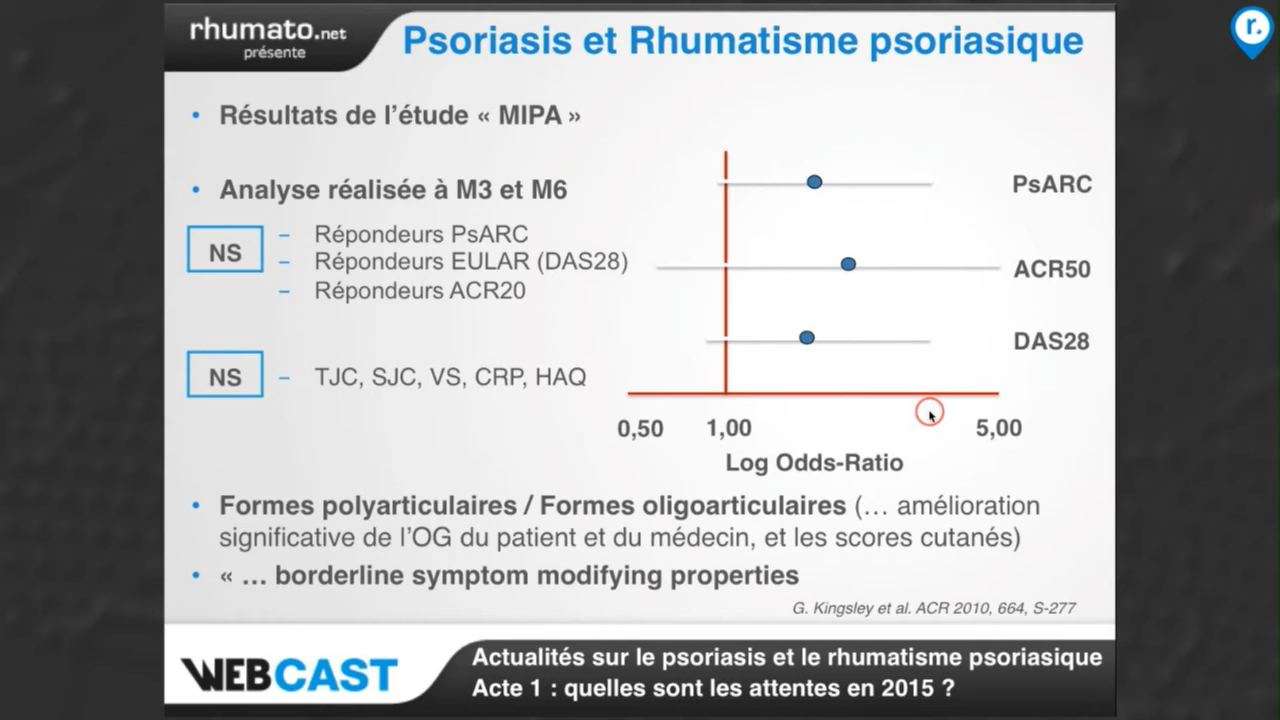 rhumato.net
présente
Psoriasis et Rhumatisme psoriasique
r.
• Résultats de l'étude « MIPA »
• Analyse réalisée à M3 et M6
NS
– Répondeurs PsARC
– Répondeurs EULAR (DAS28)
– Répondeurs ACR20
NS – TJC, SJC, VS, CRP, HAQ
PsARC
ACR50
DAS28
0,50 1,00 5,00
Log Odds-Ratio
• Formes polyarticulaires / Formes oligoarticulaires (… amélioration
significative de l'OG du patient et du médecin, et les scores cutanés)
• « … borderline symptom modifying properties
G. Kingsley et al. ACR 2010, 664, S-277
WEBCAST
Actualités sur le psoriasis et le rhumatisme psoriasique
Acte 1 : quelles sont les attentes en 2015 ?